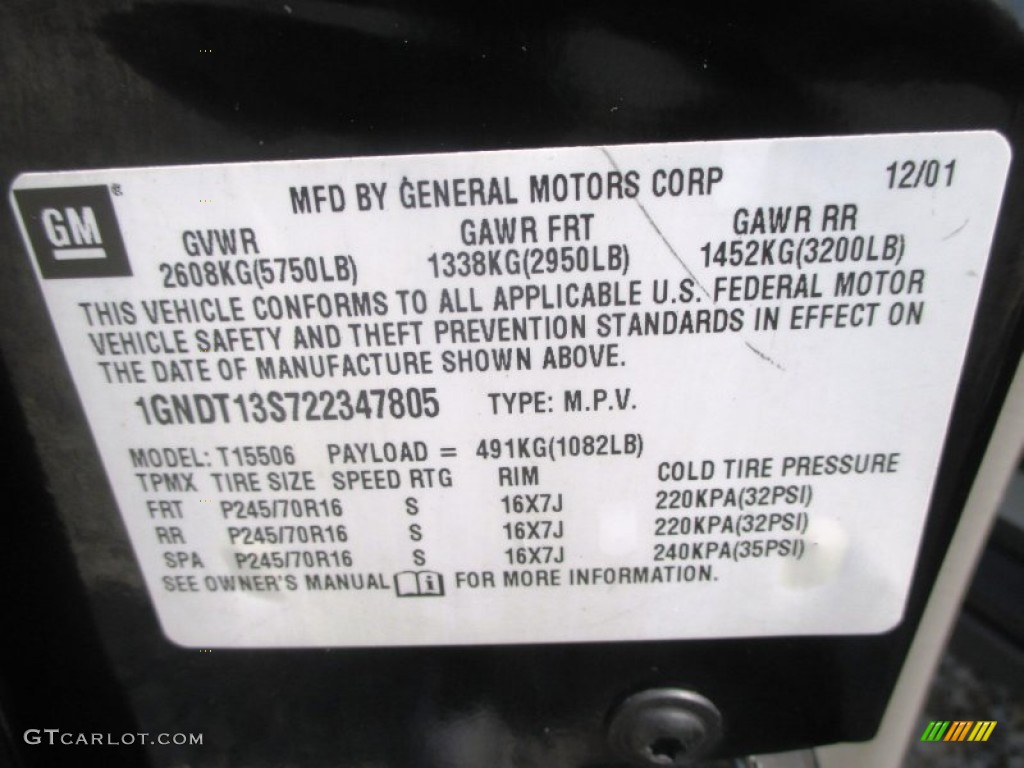 GM ® MFD BY GENERAL MOTORS CORP 12/01
GVWR GAWR FRT GAWR RR
2608KG(5750LB) 1338KG(2950LB) 1452KG(3200LB)
THIS VEHICLE CONFORMS TO ALL APPLICABLE U.S. FEDERAL MOTOR
VEHICLE SAFETY AND THEFT PREVENTION STANDARDS IN EFFECT ON
THE DATE OF MANUFACTURE SHOWN ABOVE.
1GNDT13S722347805 TYPE: M.P.V.
MODEL: T15506 PAYLOAD = 491KG(1082LB)
TPMX TIRE SIZE SPEED RTG RIM COLD TIRE PRESSURE
FRT P245/70R16 S 16X7J 220KPA(32PSI)
RR P245/70R16 S 16X7J 220KPA(32PSI)
SPA P245/70R16 S 16X7J 240KPA(35PSI)
SEE OWNER'S MANUAL i FOR MORE INFORMATION.
GTCARLOT.COM